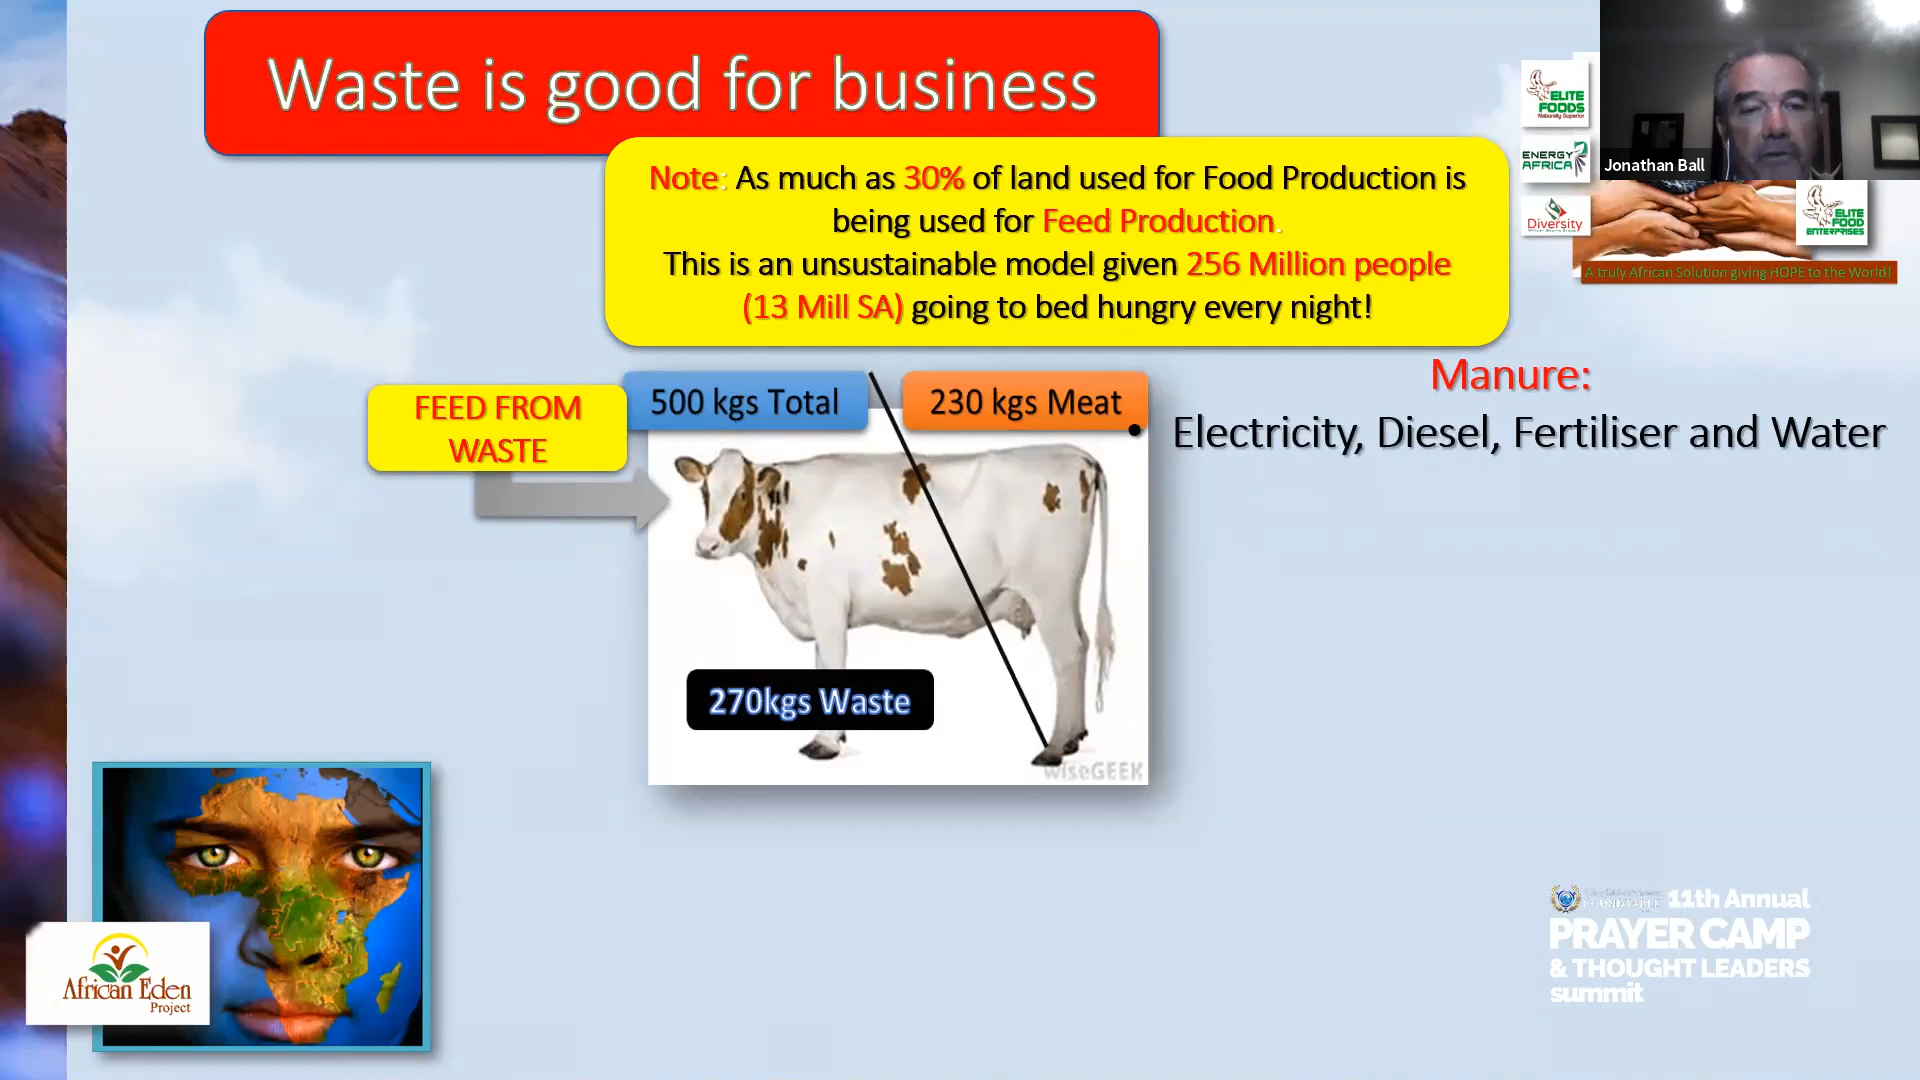 Waste is good for business
Note: As much as 30% of land used for Food Production is
being used for Feed Production.
This is an unsustainable model given 256 Million people
(13 Mill SA) going to bed hungry every night!
ELITE
FOODS
Naturally Superior
ENERGY
AFRICA
Diversity
Jonathan Ball
ELITE
FOOD
ENTERPRISES
A truly African Solution giving HOPE to the World!
FEED FROM
WASTE
500 kgs Total
230 kgs Meat
Manure:
• Electricity, Diesel, Fertiliser and Water
270kgs Waste
wiseGEEK
African Eden
Project
ROUNDTABLE
11th Annual
PRAYER CAMP
& THOUGHT LEADERS
summit